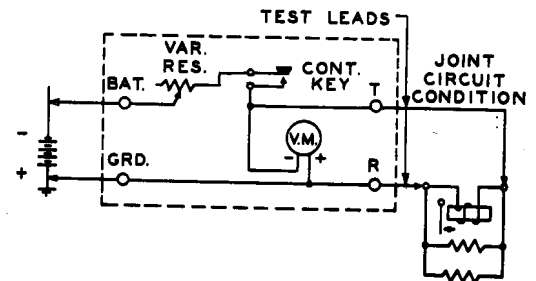 TEST LEADS
VAR.
RES.
BAT.
CONT.
KEY
T
JOINT
CIRCUIT
CONDITION
-
+
V.M.
- +
GRD.
R